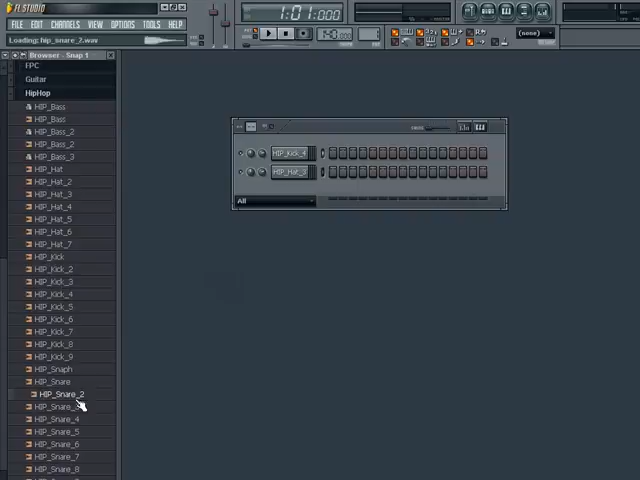 FL STUDIO
FILE EDIT CHANNELS VIEW OPTIONS TOOLS HELP
Loading: hip_snare_2.wav
1:01:000
(none)
Browser - Snap 1
FPC
Guitar
HipHop
HIP_Bass
HIP_Bass
HIP_Bass_2
HIP_Bass_2
HIP_Bass_3
HIP_Hat
HIP_Hat_2
HIP_Hat_3
HIP_Hat_4
HIP_Hat_5
HIP_Hat_6
HIP_Hat_7
HIP_Kick
HIP_Kick_2
HIP_Kick_3
HIP_Kick_4
HIP_Kick_5
HIP_Kick_6
HIP_Kick_7
HIP_Kick_8
HIP_Kick_9
HIP_Snaph
HIP_Snare
HIP_Snare_2
HIP_Snare_3
HIP_Snare_4
HIP_Snare_5
HIP_Snare_6
HIP_Snare_7
HIP_Snare_8
HIP_Kick_4
HIP_Hat_3
All